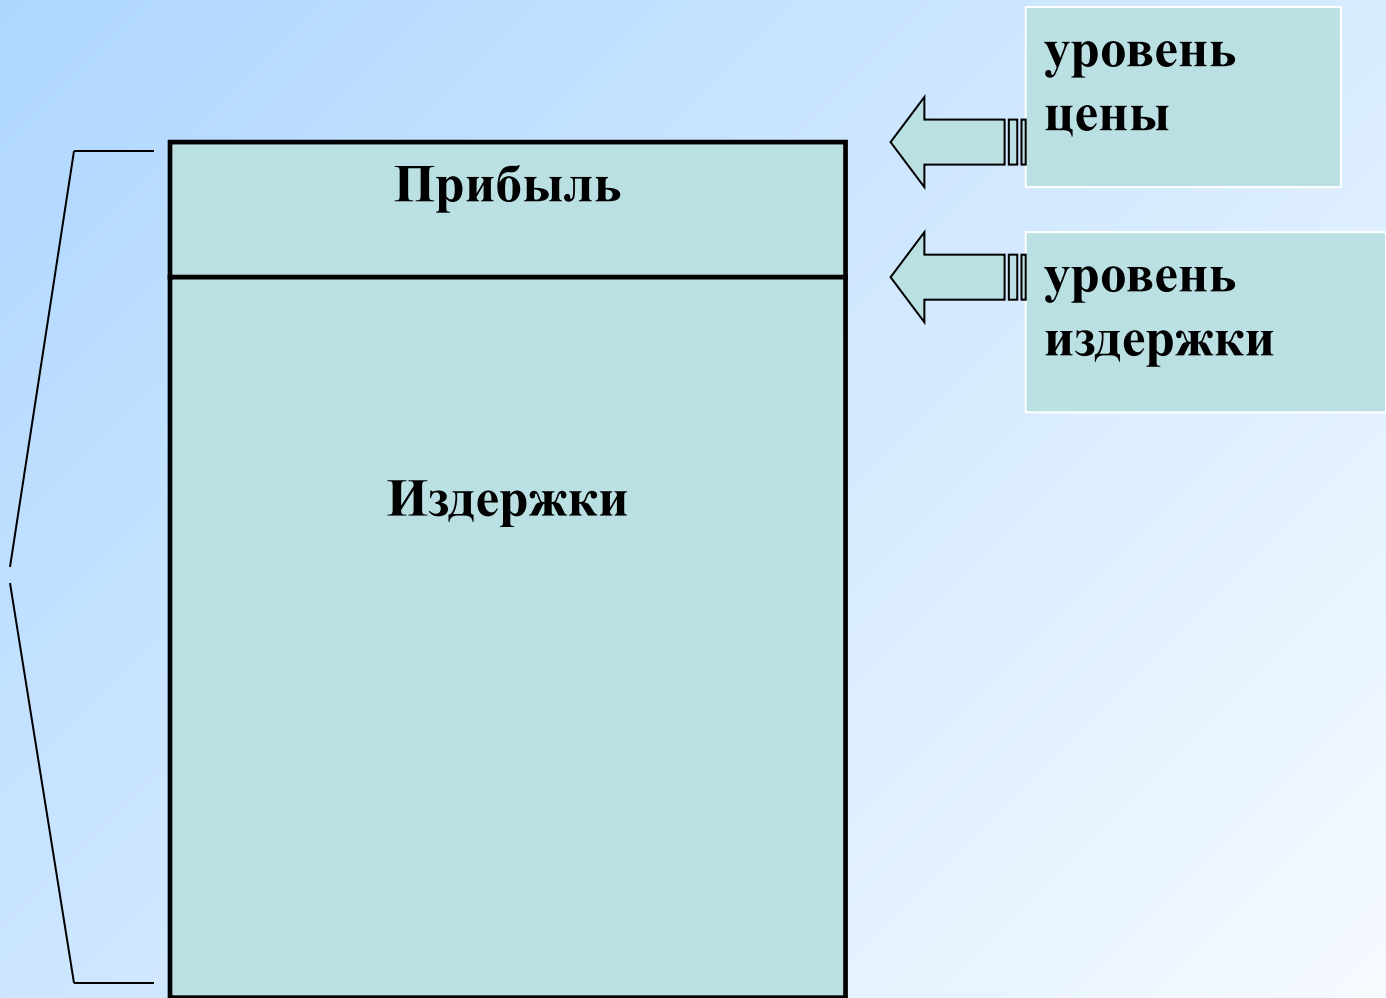 уровень
цены
Прибыль
уровень
издержки
Издержки